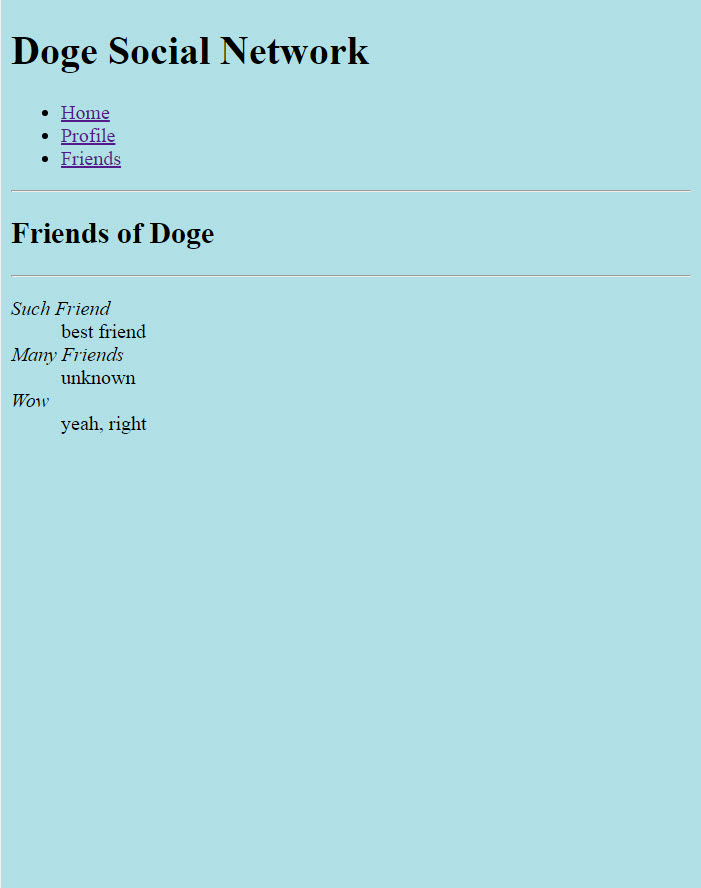 Doge Social Network
Home
Profile
Friends
Friends of Doge
Such Friend
best friend
Many Friends
unknown
Wow
yeah, right